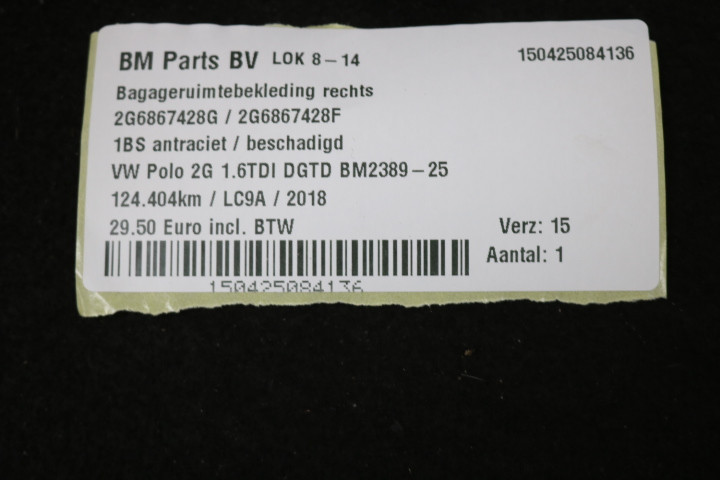 BM Parts BV LOK 8-14 150425084136
Bagageruimtebekleding rechts
2G6867428G / 2G6867428F
1BS antraciet / beschadigd
VW Polo 2G 1.6TDI DGTD BM2389-25
124.404km / LC9A / 2018
29.50 Euro incl. BTW Verz: 15
Aantal: 1
150425084136